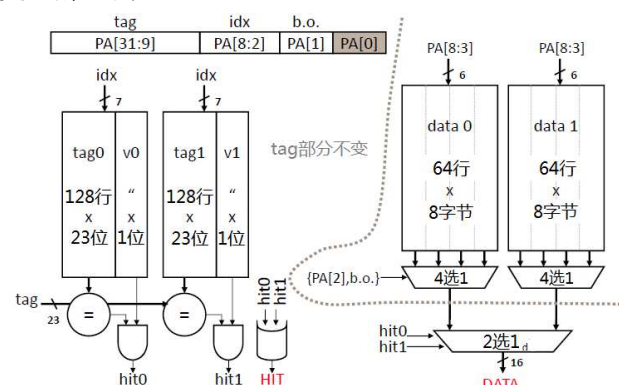 tag idx b.o.
PA[31:9] PA[8:2] PA[1] PA[0]
idx idx
7 7
tag0 v0 tag1 v1
128行 “ 128行 “
x x x x
23位 1位 23位 1位
tag
23
= =
hit0 hit1
hit0 hit1 HIT
tag部分不变
PA[8:3] PA[8:3]
6 6
data 0 data 1
64行 64行
x x
8字节 8字节
{PA[2],b.o.} 4选1 4选1
hit0
hit1
2选1
d
16
DATA